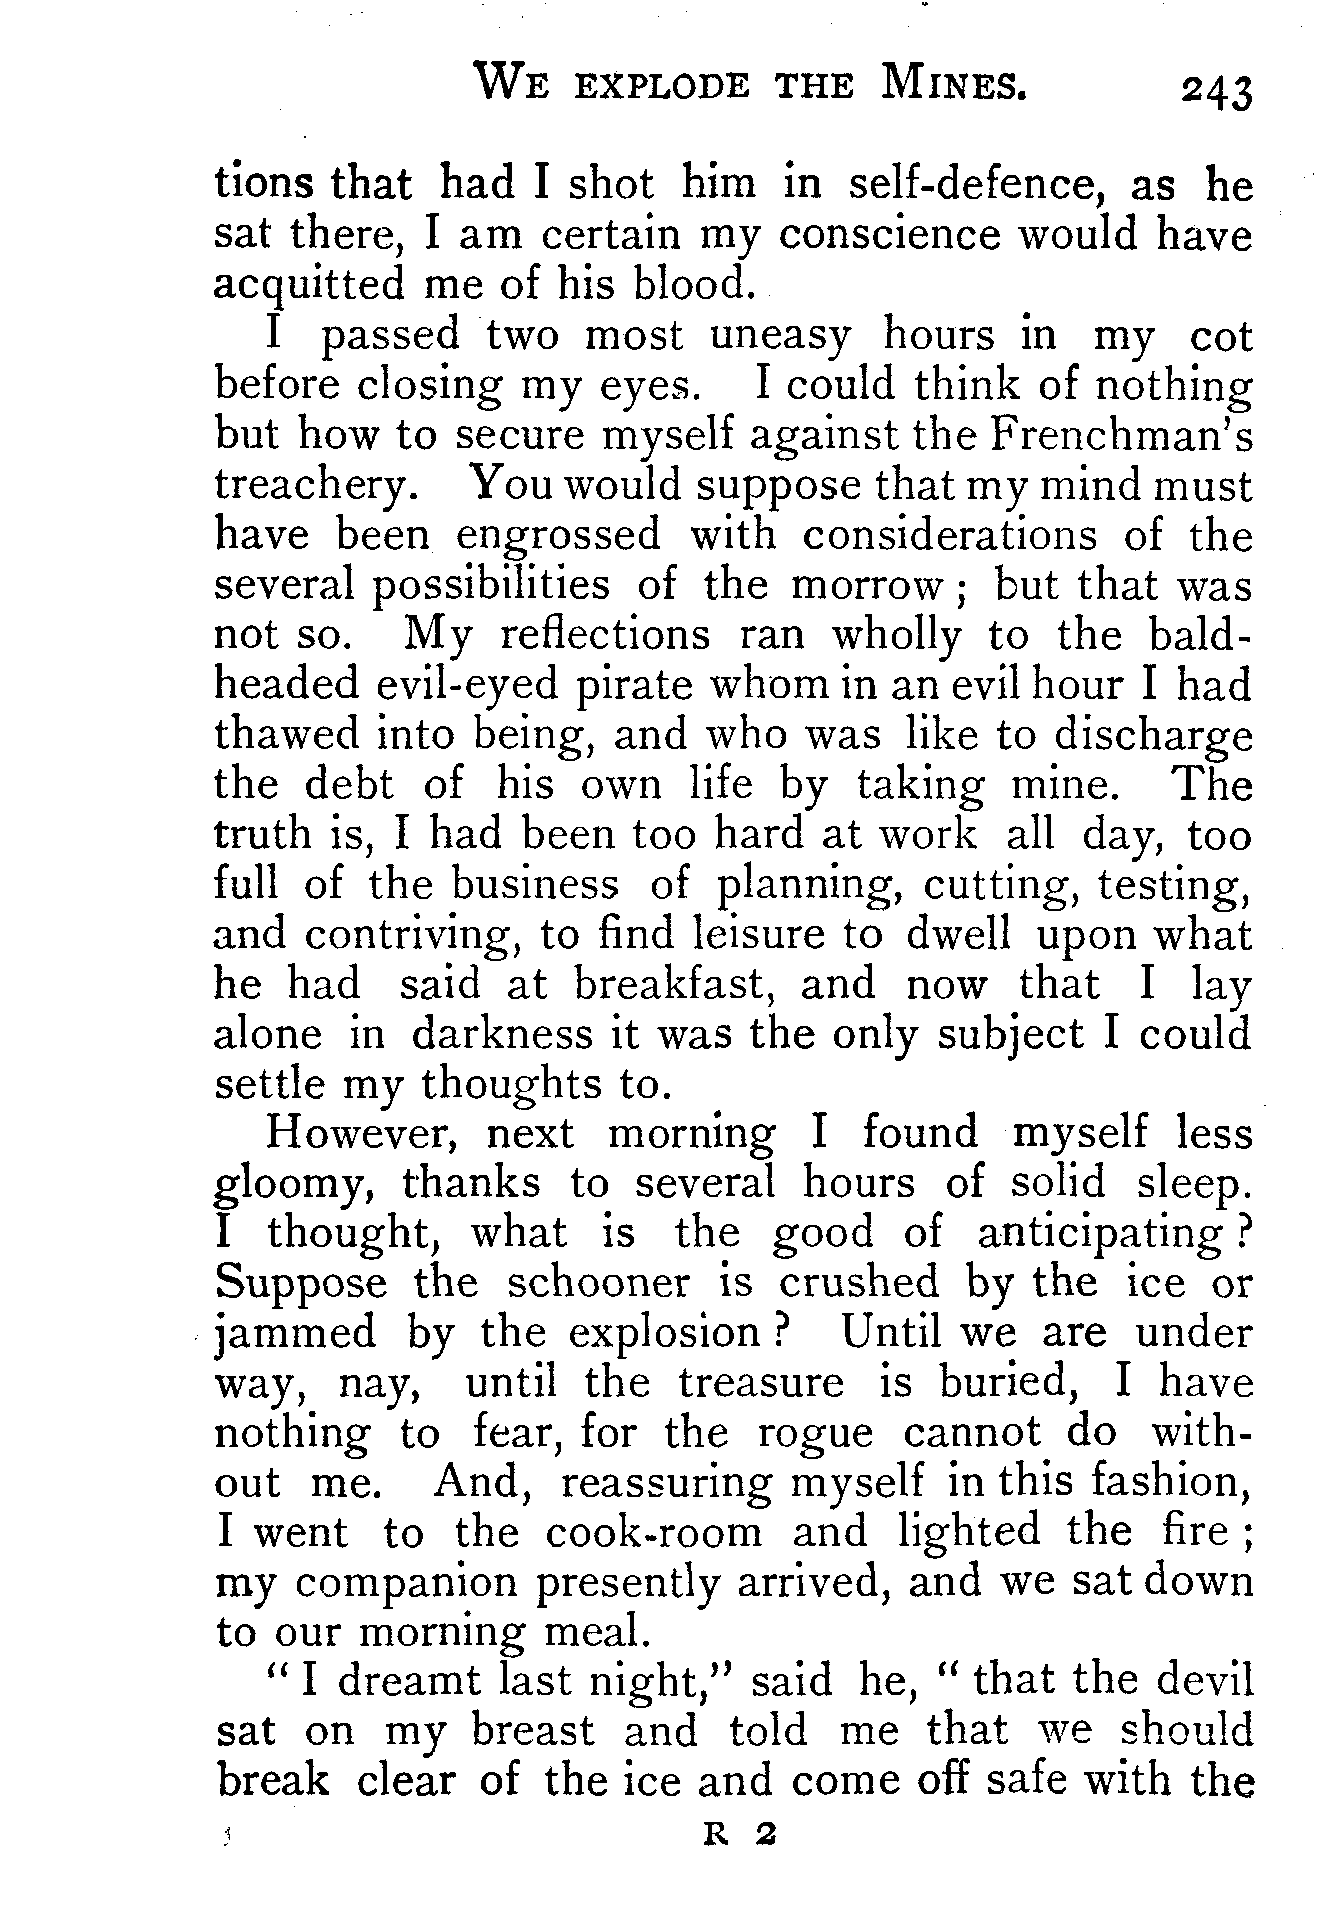 WE EXPLODE THE MINES. 243
tions that had I shot him in self-defence, as he
sat there, I am certain my conscience would have
acquitted me of his blood.
I passed two most uneasy hours in my cot
before closing my eyes. I could think of nothing
but how to secure myself against the Frenchman's
treachery. You would suppose that my mind must
have been engrossed with considerations of the
several possibilities of the morrow ; but that was
not so. My reflections ran wholly to the bald-
headed evil-eyed pirate whom in an evil hour I had
thawed into being, and who was like to discharge
the debt of his own life by taking mine. The
truth is, I had been too hard at work all day, too
full of the business of planning, cutting, testing,
and contriving, to find leisure to dwell upon what
he had said at breakfast, and now that I lay
alone in darkness it was the only subject I could
settle my thoughts to.
However, next morning I found myself less
gloomy, thanks to several hours of solid sleep.
I thought, what is the good of anticipating ?
Suppose the schooner is crushed by the ice or
jammed by the explosion ? Until we are under
way, nay, until the treasure is buried, I have
nothing to fear, for the rogue cannot do with-
out me. And, reassuring myself in this fashion,
I went to the cook-room and lighted the fire ;
my companion presently arrived, and we sat down
to our morning meal.
" I dreamt last night," said he, " that the devil
sat on my breast and told me that we should
break clear of the ice and come off safe with the
R 2